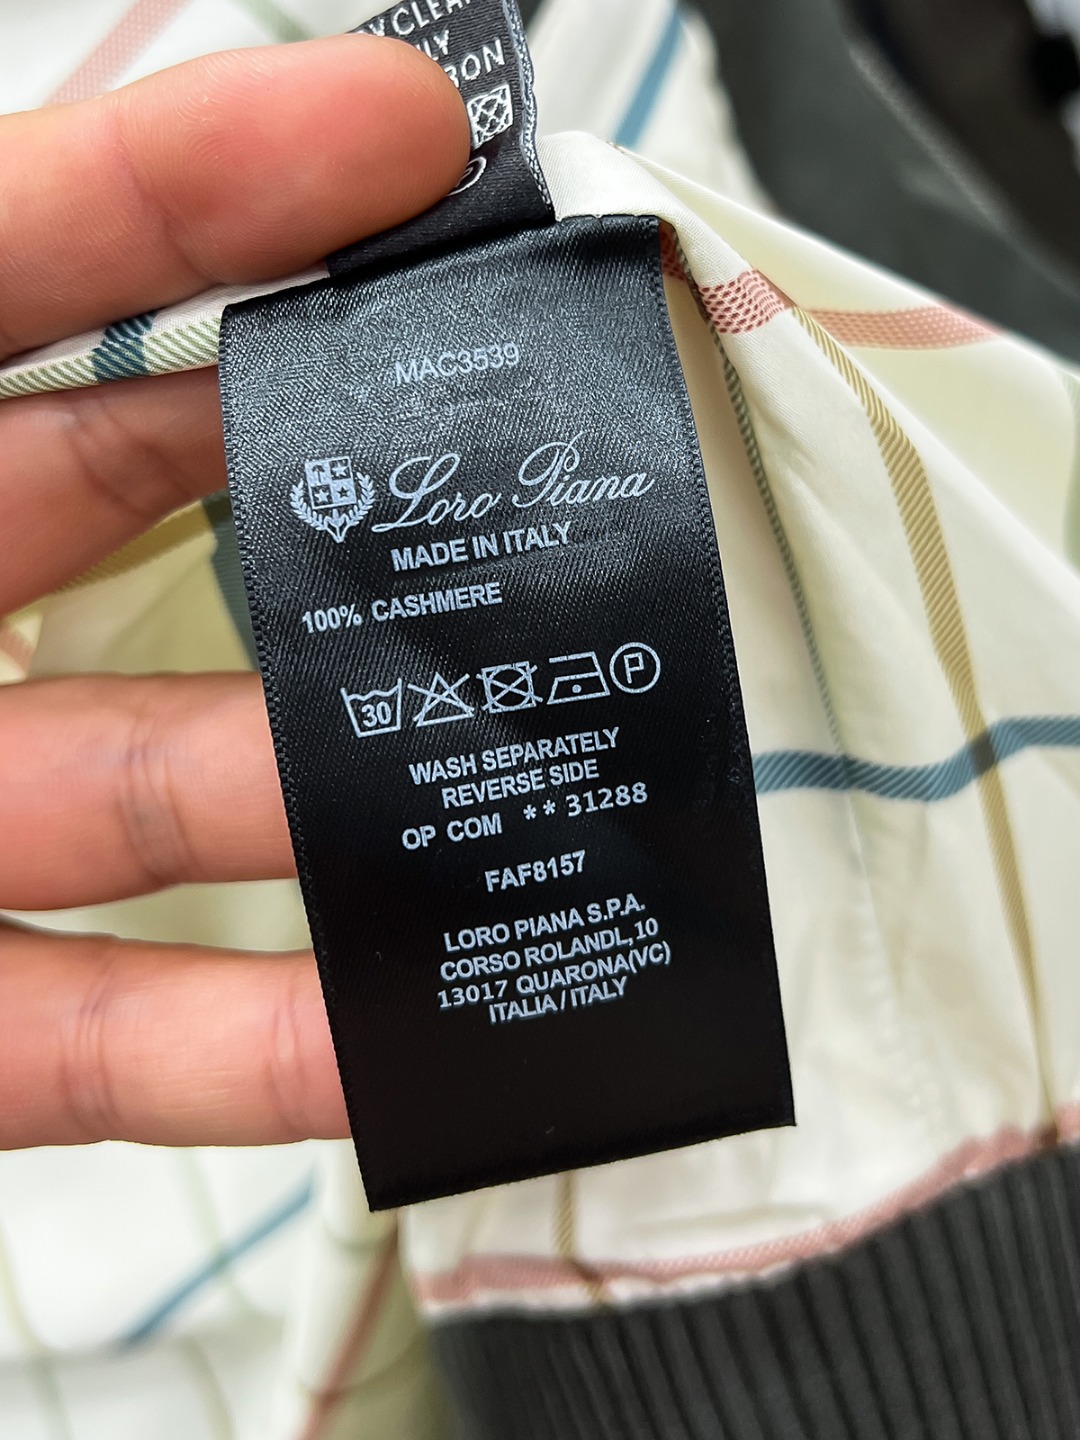 MAC3539
Loro Piana
MADE IN ITALY
100% CASHMERE
30
P
WASH SEPARATELY
REVERSE SIDE
OP COM ** 31288
FAF8157
LORO PIANA S.P.A.
CORSO ROLANDL, 10
13017 QUARONA(VC)
ITALIA / ITALY